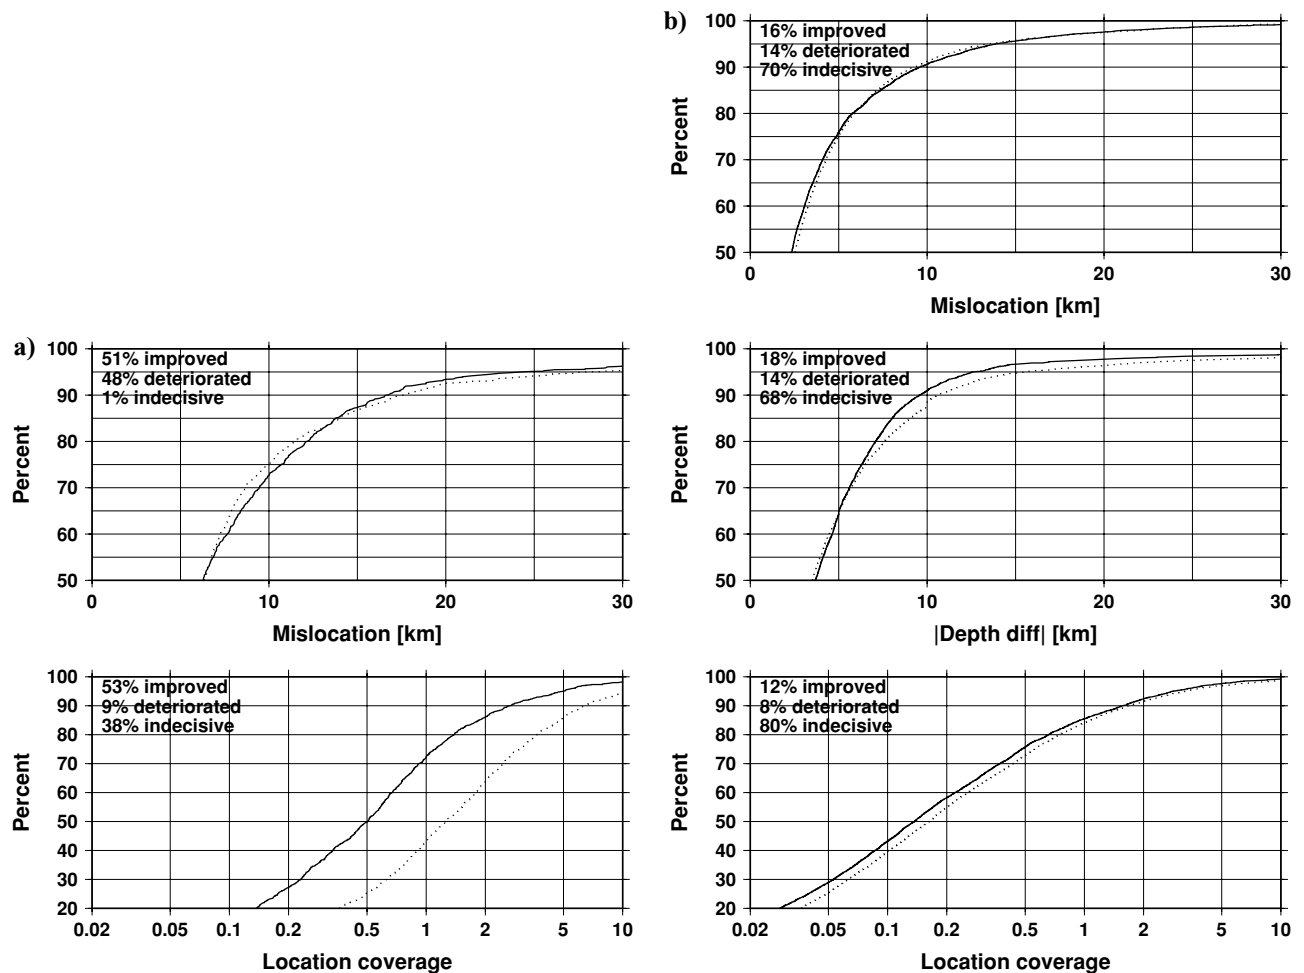 b)
100
90
80
70
60
50
Percent
16% improved
14% deteriorated
70% indecisive
0 10 20 30
Mislocation [km]
a)
100
90
80
70
60
50
Percent
51% improved
48% deteriorated
1% indecisive
0 10 20 30
Mislocation [km]
100
90
80
70
60
50
Percent
18% improved
14% deteriorated
68% indecisive
0 10 20 30
|Depth diff| [km]
100
90
80
70
60
50
40
30
20
Percent
53% improved
9% deteriorated
38% indecisive
0.02 0.05 0.1 0.2 0.5 1 2 5 10
Location coverage
100
90
80
70
60
50
40
30
20
Percent
12% improved
8% deteriorated
80% indecisive
0.02 0.05 0.1 0.2 0.5 1 2 5 10
Location coverage